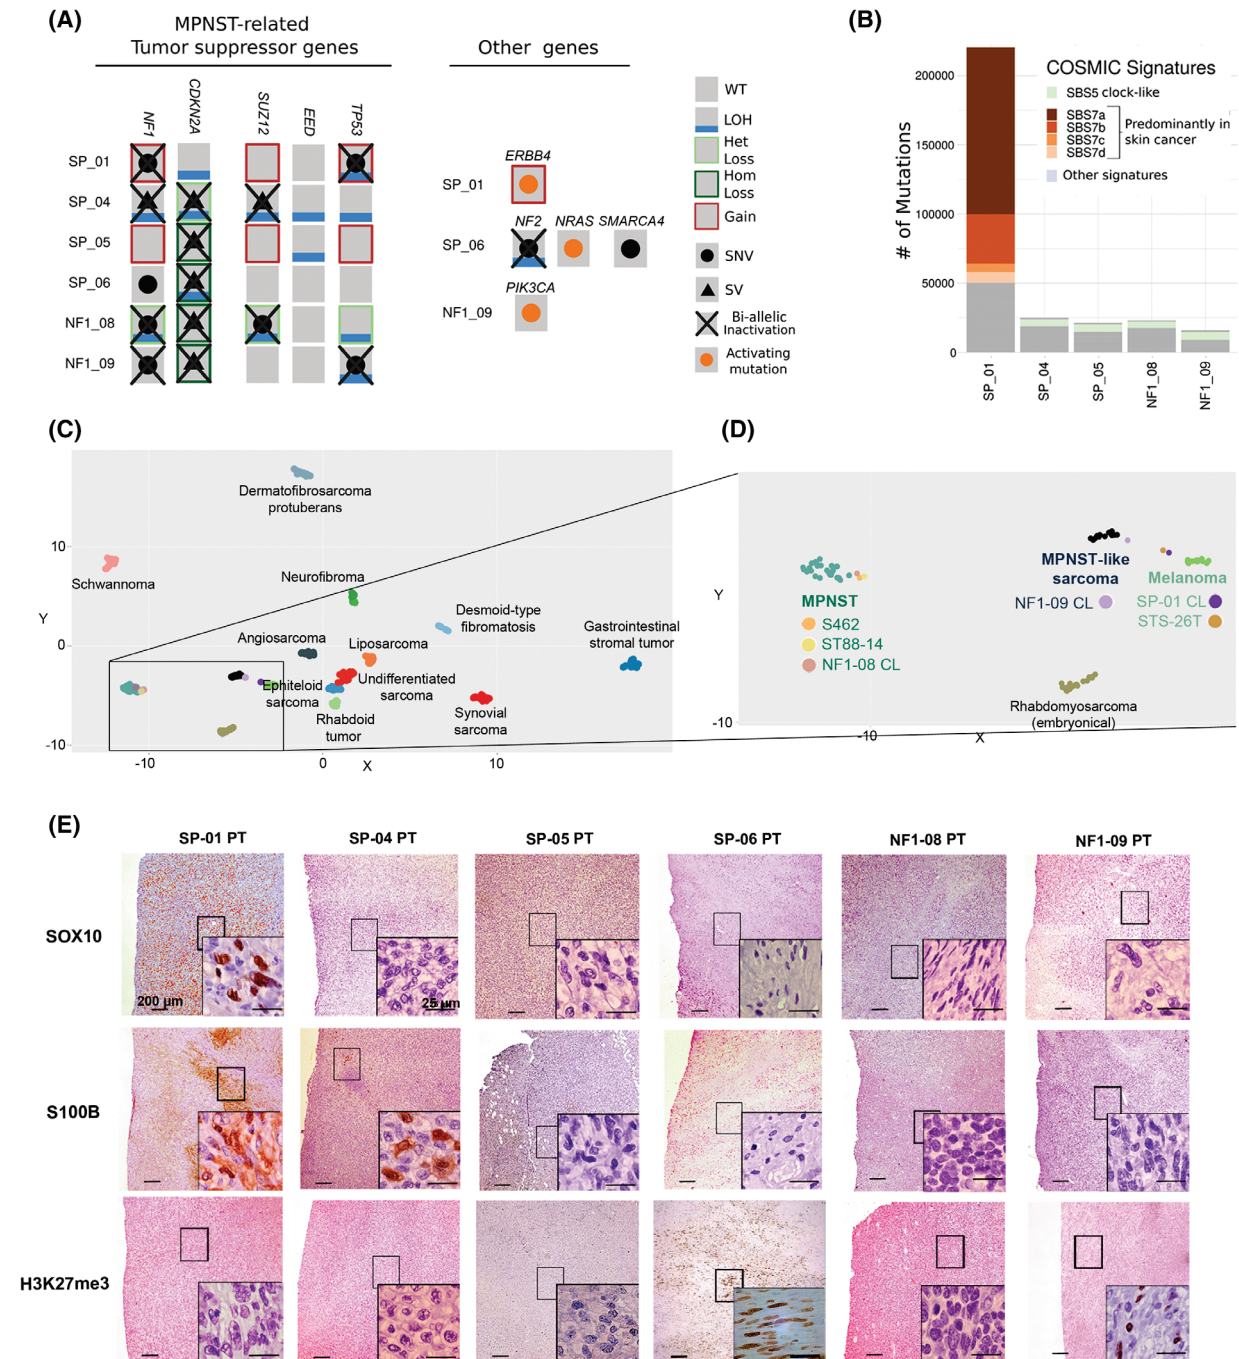 (A)
MPNST-related
Tumor suppressor genes
Other genes
NF1
CDKN2A
SUZ12
EED
TP53
SP_01
SP_04
SP_05
SP_06
NF1_08
NF1_09
ERBB4
SP_01
NF2 NRAS SMARCA4
SP_06
PIK3CA
NF1_09
WT
LOH
Het
Loss
Hom
Loss
Gain
SNV
SV
Bi-allelic
Inactivation
Activating
mutation
(B)
# of Mutations
200000
150000
100000
50000
0
COSMIC Signatures
SBS5 clock-like
SBS7a
SBS7b
SBS7c
SBS7d
Predominantly in
skin cancer
Other signatures
SP_01
SP_04
SP_05
NF1_08
NF1_09
(C)
Dermatofibrosarcoma
protuberans
Schwannoma
Neurofibroma
Desmoid-type
fibromatosis
Angiosarcoma
Liposarcoma
Gastrointestinal
stromal tumor
Ephiteloid
sarcoma
Undifferentiated
sarcoma
Rhabdoid
tumor
Synovial
sarcoma
10
0
-10
Y
-10
0
10
X
(D)
MPNST
S462
ST88-14
NF1-08 CL
MPNST-like
sarcoma
NF1-09 CL
Melanoma
SP-01 CL
STS-26T
Rhabdomyosarcoma
(embryonical)
Y
-10
-10
X
(E)
SP-01 PT
SP-04 PT
SP-05 PT
SP-06 PT
NF1-08 PT
NF1-09 PT
SOX10
200 µm
25 µm
S100B
H3K27me3